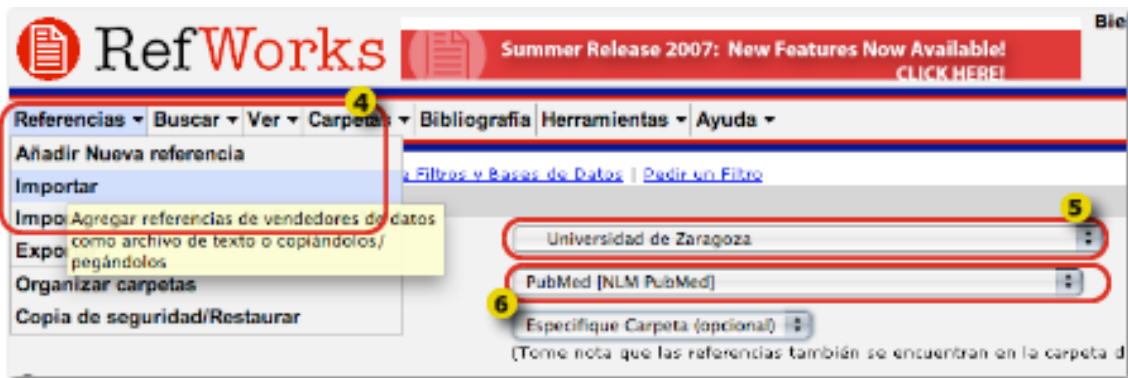 Bie
RefWorks
Summer Release 2007: New Features Now Available!
CLICK HERE!
4
Referencias Buscar Ver Carpetas Bibliografía Herramientas Ayuda
Añadir Nueva referencia
Filtros y Bases de Datos | Pedir un Filtro
Importar
5
Impo
Agregar referencias de vendedores de datos
como archivo de texto o copiándolos/
pegándolos
Universidad de Zaragoza
Expo
Organizar carpetas
PubMed [NLM PubMed]
6
Copia de seguridad/Restaurar
Especifique Carpeta (opcional)
(Tome nota que las referencias también se encuentran en la carpeta d